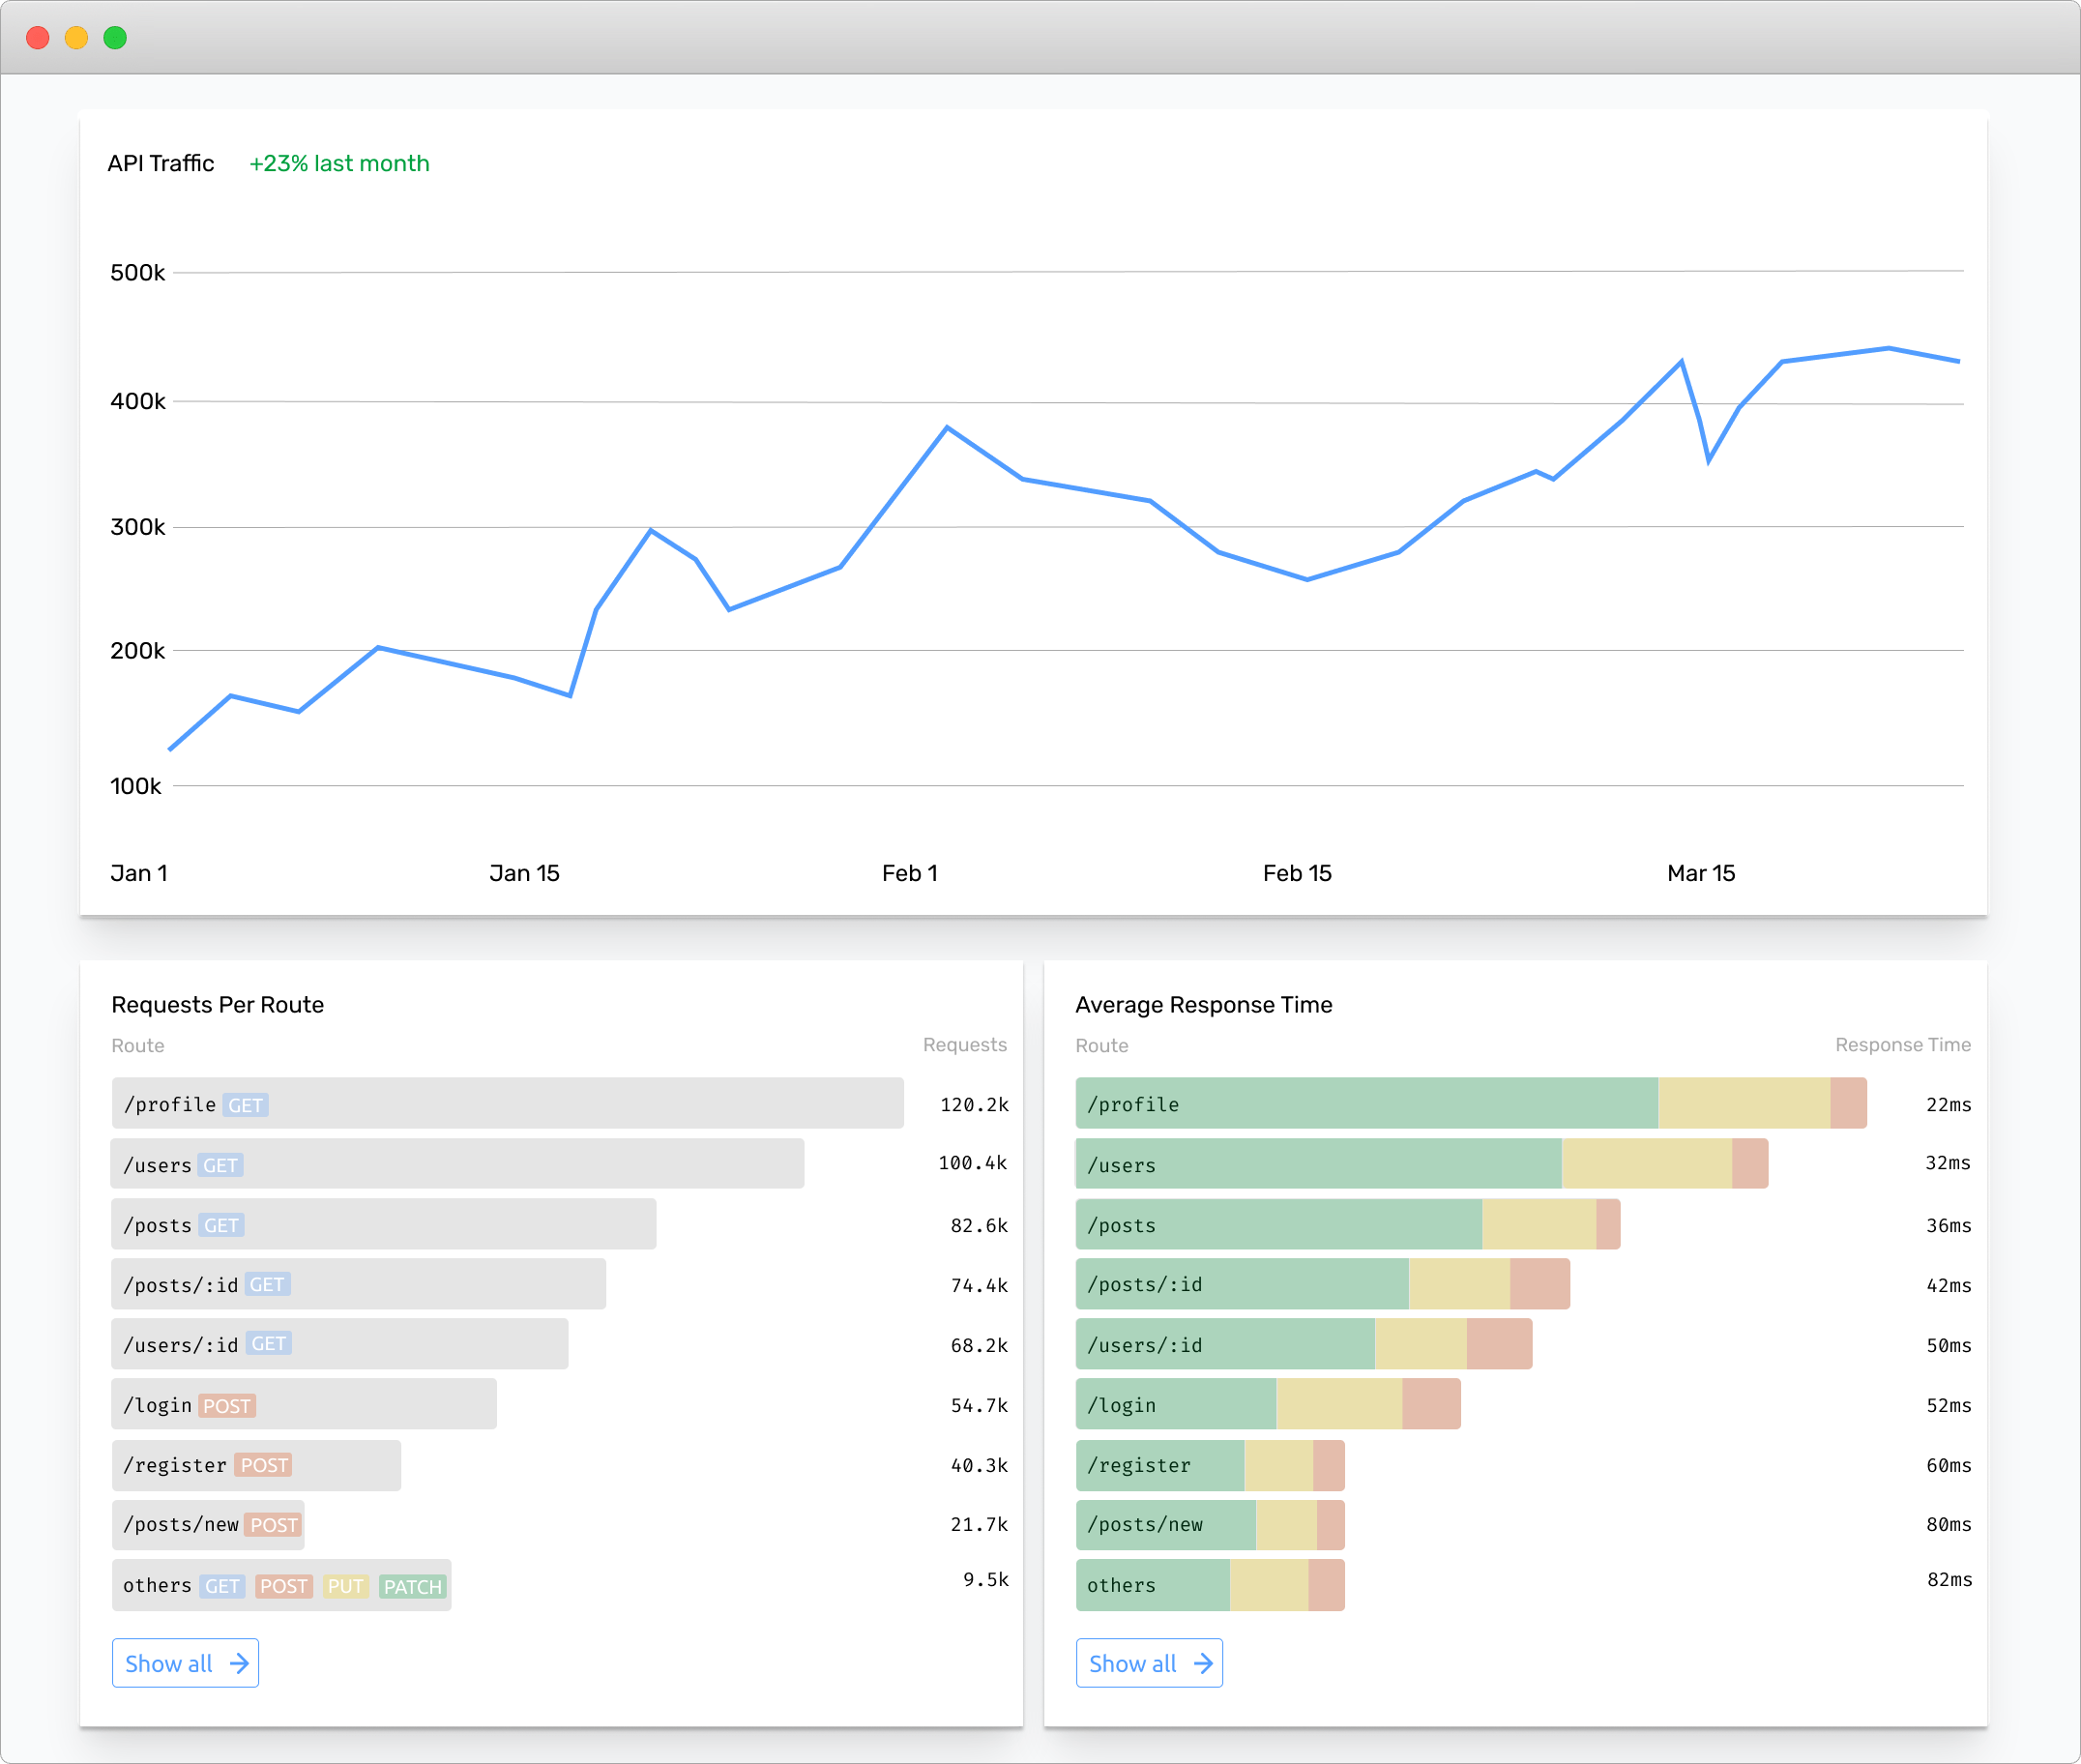 API Traffic +23% last month
500k
400k
300k
200k
100k
Jan 1 Jan 15 Feb 1 Feb 15 Mar 15
Requests Per Route
Route Requests
/profile GET 120.2k
/users GET 100.4k
/posts GET 82.6k
/posts/:id GET 74.4k
/users/:id GET 68.2k
/login POST 54.7k
/register POST 40.3k
/posts/new POST 21.7k
others GET POST PUT PATCH 9.5k
Show all →
Average Response Time
Route Response Time
/profile 22ms
/users 32ms
/posts 36ms
/posts/:id 42ms
/users/:id 50ms
/login 52ms
/register 60ms
/posts/new 80ms
others 82ms
Show all →